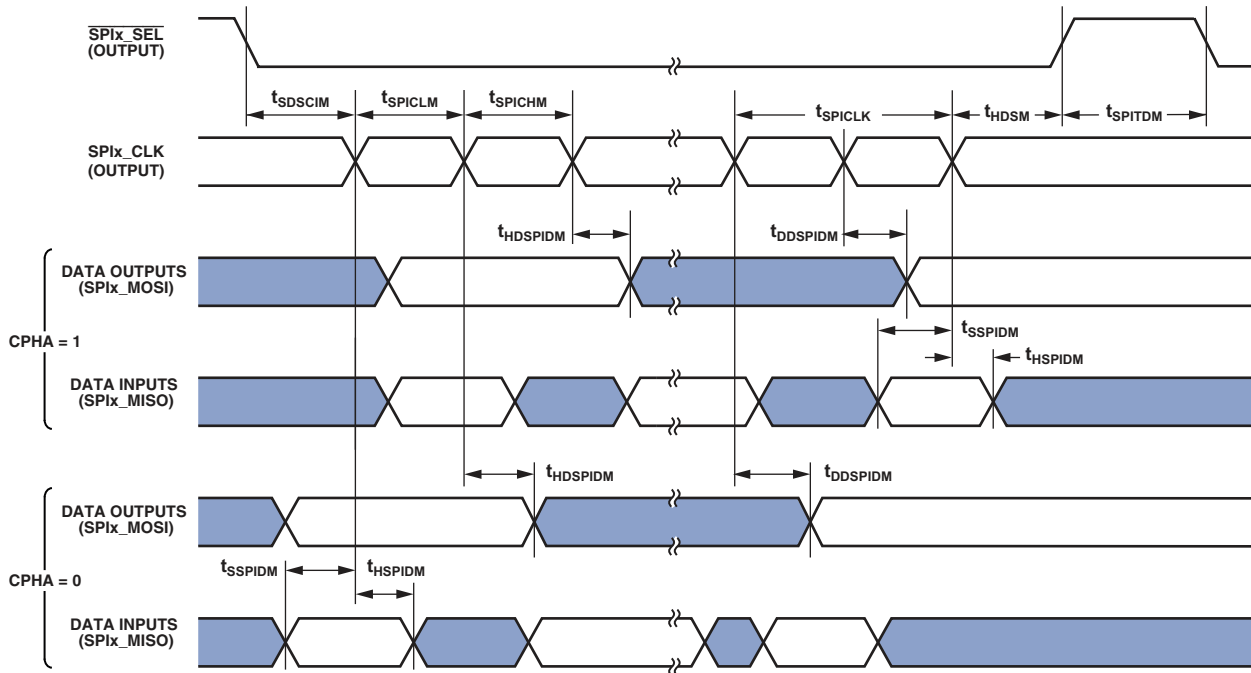 SPIx_SEL
(OUTPUT)
tSDSCIM
tSPICLM
tSPICHM
tSPICLK
tHDSM
tSPITDM
SPIx_CLK
(OUTPUT)
tHDSPIDM
tDDSPIDM
DATA OUTPUTS
(SPIx_MOSI)
CPHA = 1
tSSPIDM
tHSPIDM
DATA INPUTS
(SPIx_MISO)
tHDSPIDM
tDDSPIDM
DATA OUTPUTS
(SPIx_MOSI)
CPHA = 0
tSSPIDM
tHSPIDM
DATA INPUTS
(SPIx_MISO)